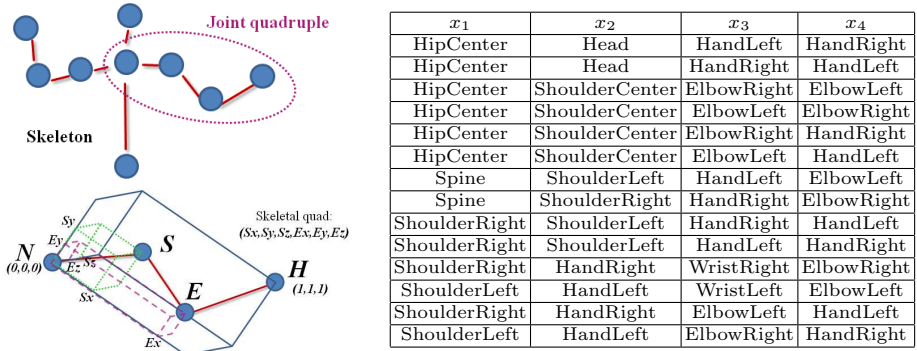 Joint quadruple
Skeleton
Skeletal quad:
(Sx,Sy,Sz,Ex,Ey,Ez)
Sy
Ey
N
S
(0,0,0)
Ez
Sz
H
Sx
E
(1,1,1)
Ex
x1 x2 x3 x4
HipCenter Head HandLeft HandRight
HipCenter Head HandRight HandLeft
HipCenter ShoulderCenter ElbowRight ElbowLeft
HipCenter ShoulderCenter ElbowLeft ElbowRight
HipCenter ShoulderCenter ElbowRight HandRight
HipCenter ShoulderCenter ElbowLeft HandLeft
Spine ShoulderLeft HandLeft ElbowLeft
Spine ShoulderRight HandRight ElbowRight
ShoulderRight ShoulderLeft HandRight HandLeft
ShoulderRight ShoulderLeft HandLeft HandRight
ShoulderRight HandRight WristRight ElbowRight
ShoulderLeft HandLeft WristLeft ElbowLeft
ShoulderRight HandRight ElbowLeft HandLeft
ShoulderLeft HandLeft ElbowRight HandRight